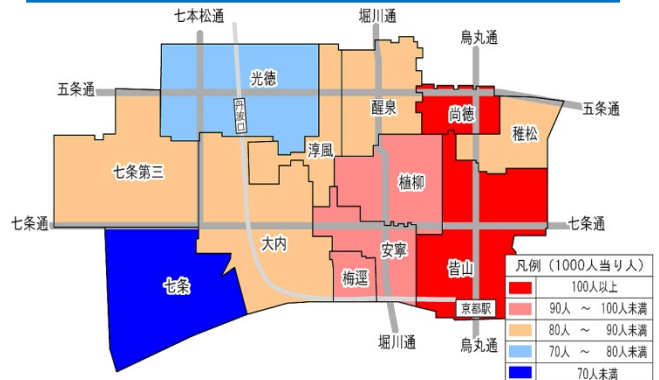 七本松通
堀川通
烏丸通
五条通
光徳
丹波口
醒泉
尚徳
五条通
稚松
淳風
七条第三
植柳
七条通
七条通
大内
安寧
梅逕
皆山
七条
京都駅
堀川通
烏丸通
凡例（1000人当り人）
100人以上
90人 ～ 100人未満
80人 ～ 90人未満
70人 ～ 80人未満
70人未満